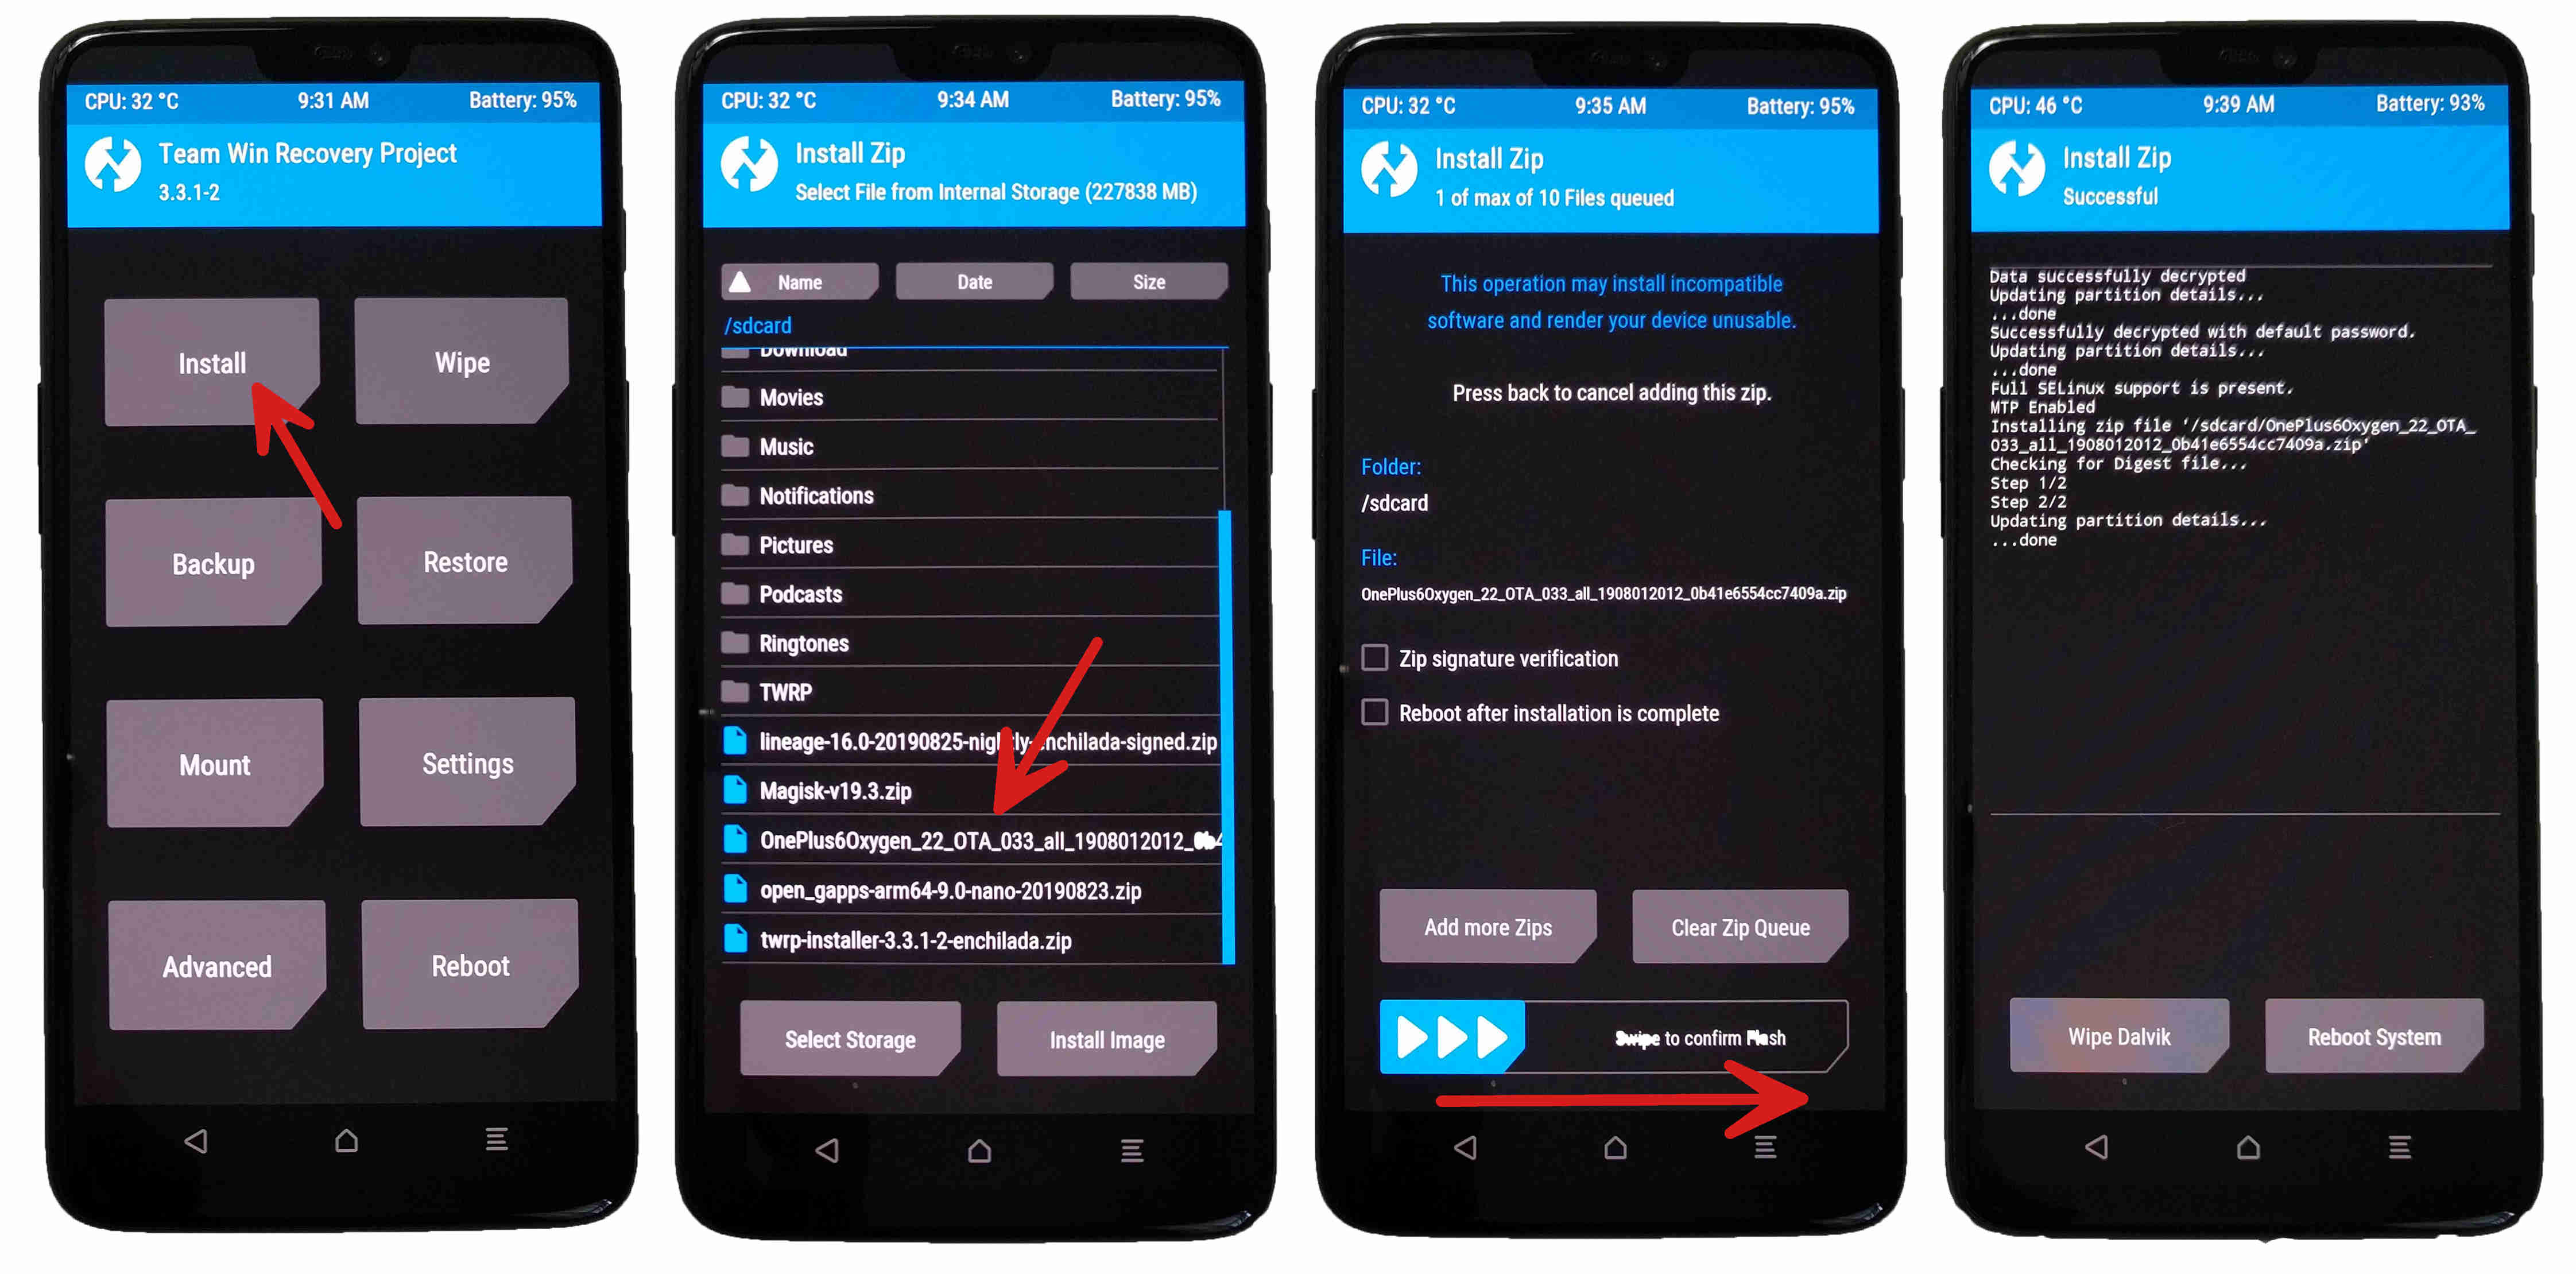 CPU: 32 °C 9:31 AM Battery: 95%
Team Win Recovery Project
3.3.1-2
Install Wipe
Backup Restore
Mount Settings
Advanced Reboot
CPU: 32 °C 9:34 AM Battery: 95%
Install Zip
Select File from Internal Storage (227838 MB)
Name Date Size
/sdcard
Download
Movies
Music
Notifications
Pictures
Podcasts
Ringtones
TWRP
lineage-16.0-20190825-nightly-enchilada-signed.zip
Magisk-v19.3.zip
OnePlus6Oxygen_22_OTA_033_all_1908012012_0b4
open_gapps-arm64-9.0-nano-20190823.zip
twrp-installer-3.3.1-2-enchilada.zip
Select Storage Install Image
CPU: 32 °C 9:35 AM Battery: 95%
Install Zip
1 of max of 10 Files queued
This operation may install incompatible
software and render your device unusable.
Press back to cancel adding this zip.
Folder:
/sdcard
File:
OnePlus6Oxygen_22_OTA_033_all_1908012012_0b41e6554cc7409a.zip
Zip signature verification
Reboot after installation is complete
Add more Zips Clear Zip Queue
Swipe to confirm Flash
CPU: 46 °C 9:39 AM Battery: 93%
Install Zip
Successful
Data successfully decrypted
Updating partition details...
...done
Successfully decrypted with default password.
Updating partition details...
...done
Full SELinux support is present.
MTP Enabled
Installing zip file '/sdcard/OnePlus6Oxygen_22_OTA_
033_all_1908012012_0b41e6554cc7409a.zip'
Checking for Digest file...
Step 1/2
Step 2/2
Updating partition details...
...done
Wipe Dalvik Reboot System